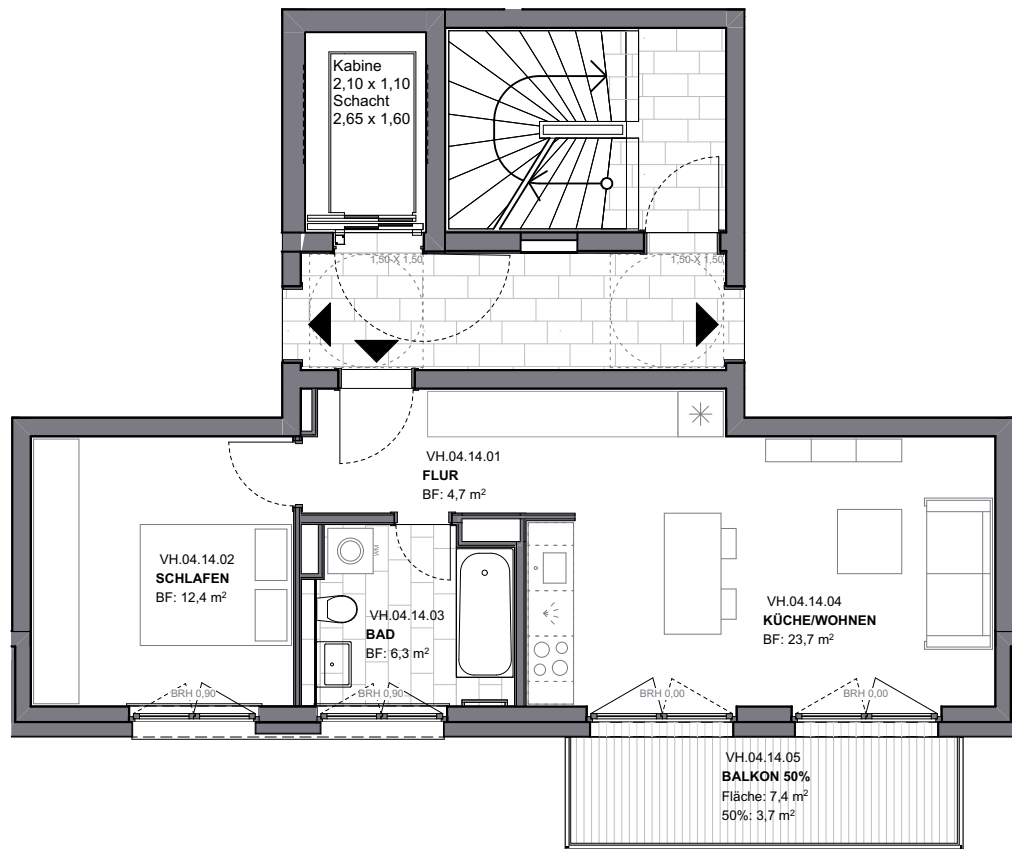 Kabine
2,10 x 1,10
Schacht
2,65 x 1,60
1,50 X 1,50
1,50 X 1,50
VH.04.14.01
FLUR
BF: 4,7 m²
VH.04.14.02
SCHLAFEN
BF: 12,4 m²
WM
VH.04.14.03
BAD
BF: 6,3 m²
VH.04.14.04
KÜCHE/WOHNEN
BF: 23,7 m²
BRH 0,90
BRH 0,90
BRH 0,00
BRH 0,00
VH.04.14.05
BALKON 50%
Fläche: 7,4 m²
50%: 3,7 m²